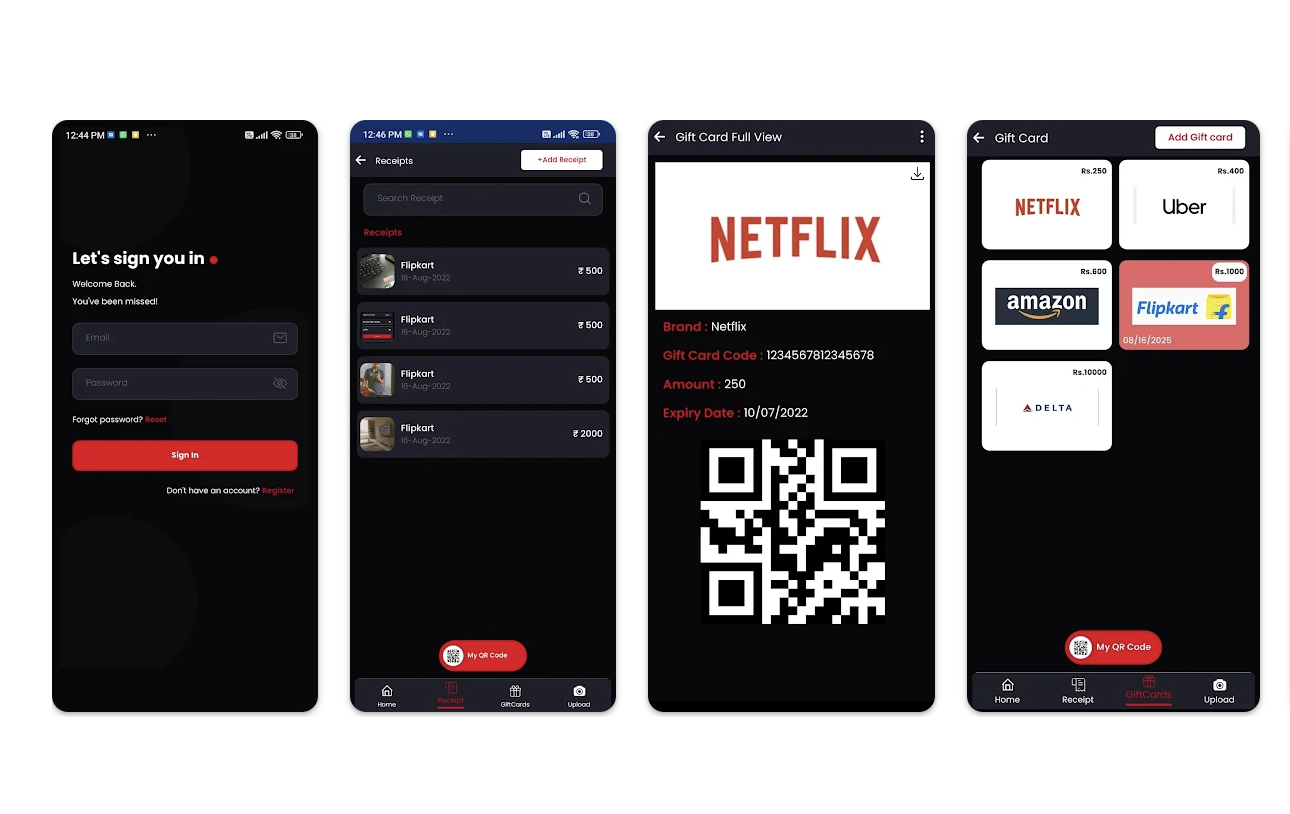 12:44 PM
Let's sign you in
Welcome Back.
You've been missed!
Email
Password
Forgot password? Reset
Sign In
Don't have an account? Register
12:46 PM
Receipts
+Add Receipt
Search Receipt
Receipts
Flipkart
16-Aug-2022
₹ 500
Flipkart
16-Aug-2022
₹ 500
Flipkart
16-Aug-2022
₹ 500
Flipkart
16-Aug-2022
₹ 2000
My QR Code
Home
Receipt
GiftCards
Upload
Gift Card Full View
NETFLIX
Brand : Netflix
Gift Card Code : 1234567812345678
Amount : 250
Expiry Date : 10/07/2022
Gift Card
Add Gift card
Rs.250
NETFLIX
Rs.400
Uber
Rs.600
amazon
Rs.1000
Flipkart
08/16/2025
Rs.10000
DELTA
My QR Code
Home
Receipt
GiftCards
Upload